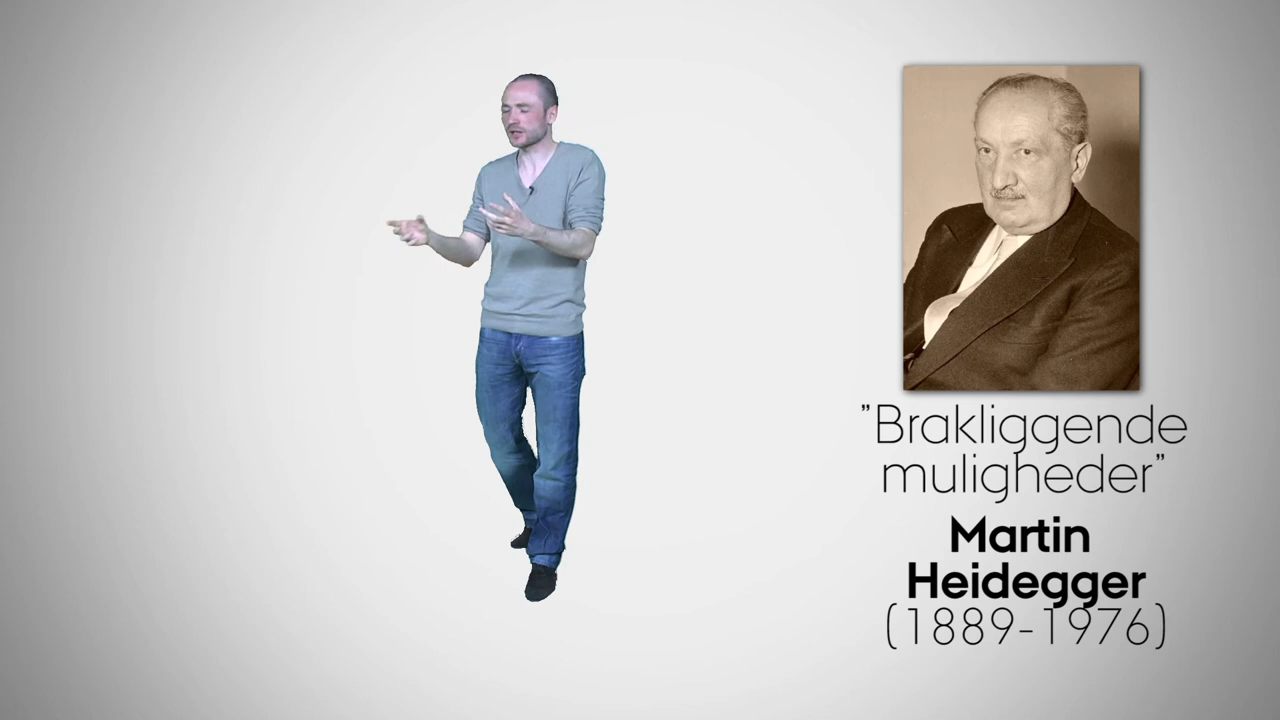 ”Brakliggende
muligheder”
Martin
Heidegger
(1889-1976)